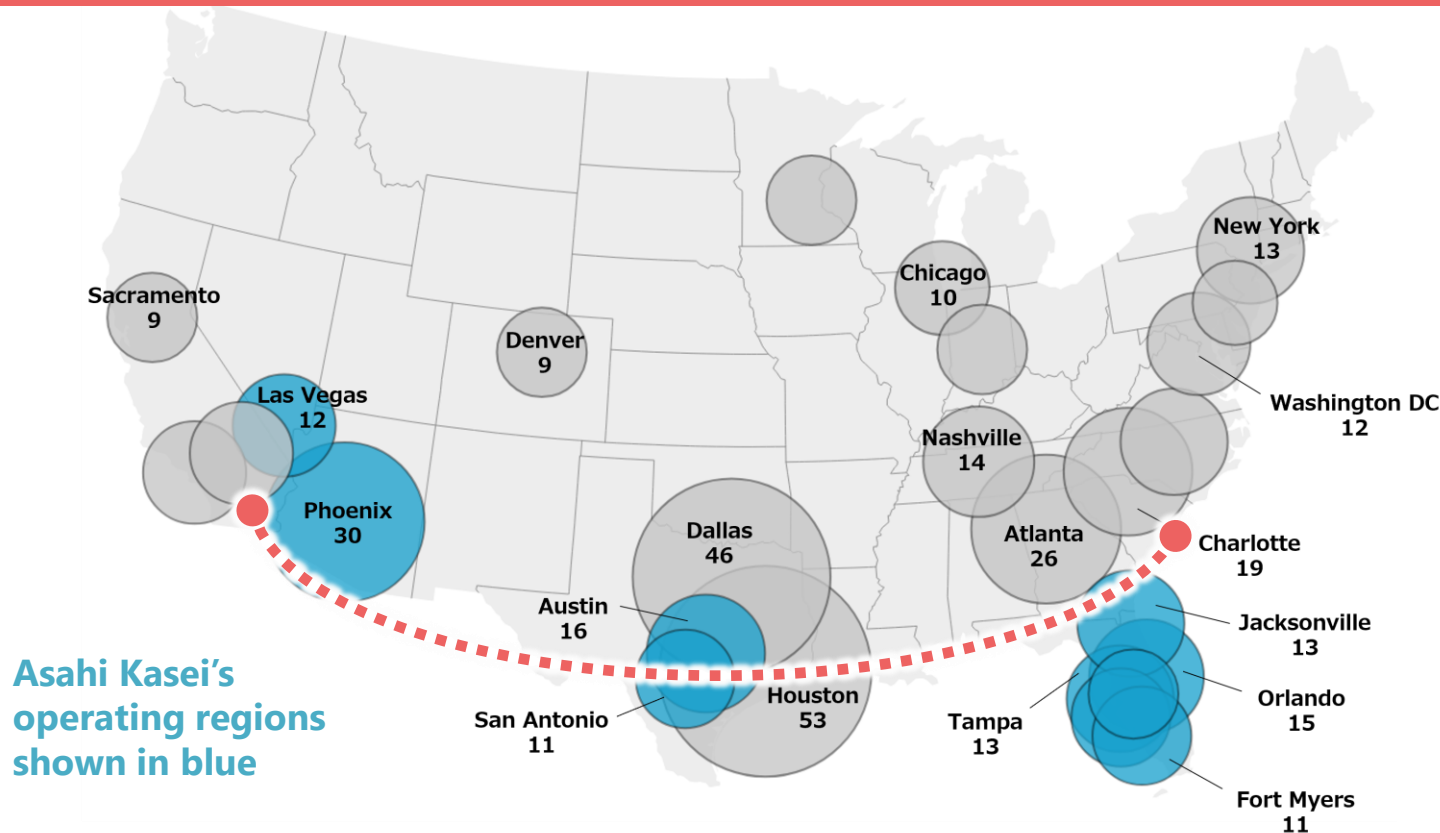 New York
13
Chicago
10
Sacramento
9
Denver
9
Las Vegas
12
Washington DC
12
Nashville
14
Phoenix
30
Dallas
46
Atlanta
26
Charlotte
19
Austin
16
Jacksonville
13
Asahi Kasei’s
operating regions
shown in blue
Houston
53
Orlando
15
San Antonio
11
Tampa
13
Fort Myers
11